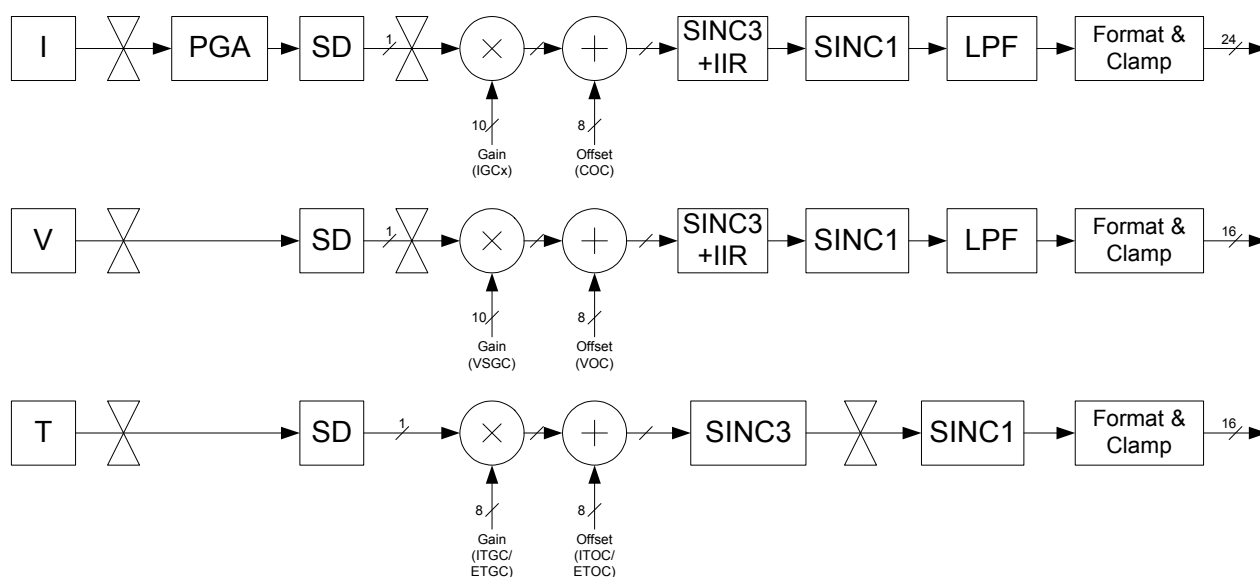 I
PGA
SD
1
×
+
SINC3
+IIR
SINC1
LPF
Format &
Clamp
24
10
Gain
(IGCx)
8
Offset
(COC)
V
SD
1
×
+
SINC3
+IIR
SINC1
LPF
Format &
Clamp
16
10
Gain
(VSGC)
8
Offset
(VOC)
T
SD
1
×
+
SINC3
SINC1
Format &
Clamp
16
8
Gain
(ITGC/
ETGC)
8
Offset
(ITOC/
ETOC)